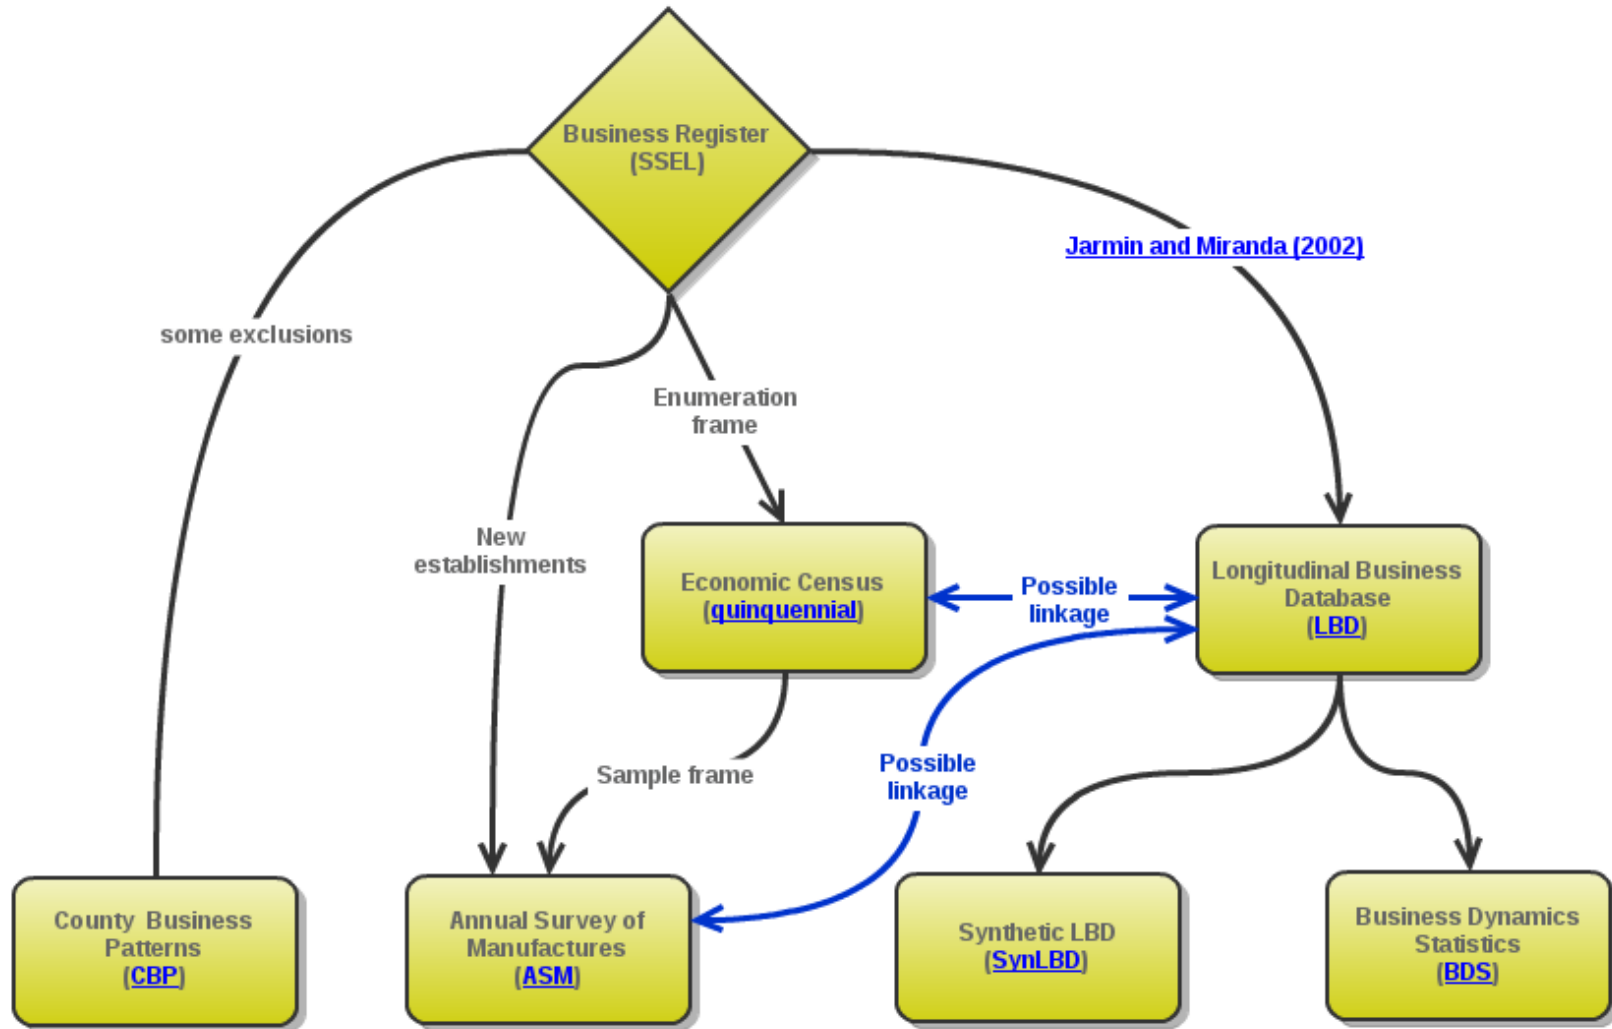 Business Register
(SSEL)
Jarmin and Miranda (2002)
some exclusions
Enumeration
frame
New
establishments
Economic Census
(quinquennial)
Possible
linkage
Longitudinal Business
Database
(LBD)
Sample frame
Possible
linkage
County Business
Patterns
(CBP)
Annual Survey of
Manufactures
(ASM)
Synthetic LBD
(SynLBD)
Business Dynamics
Statistics
(BDS)